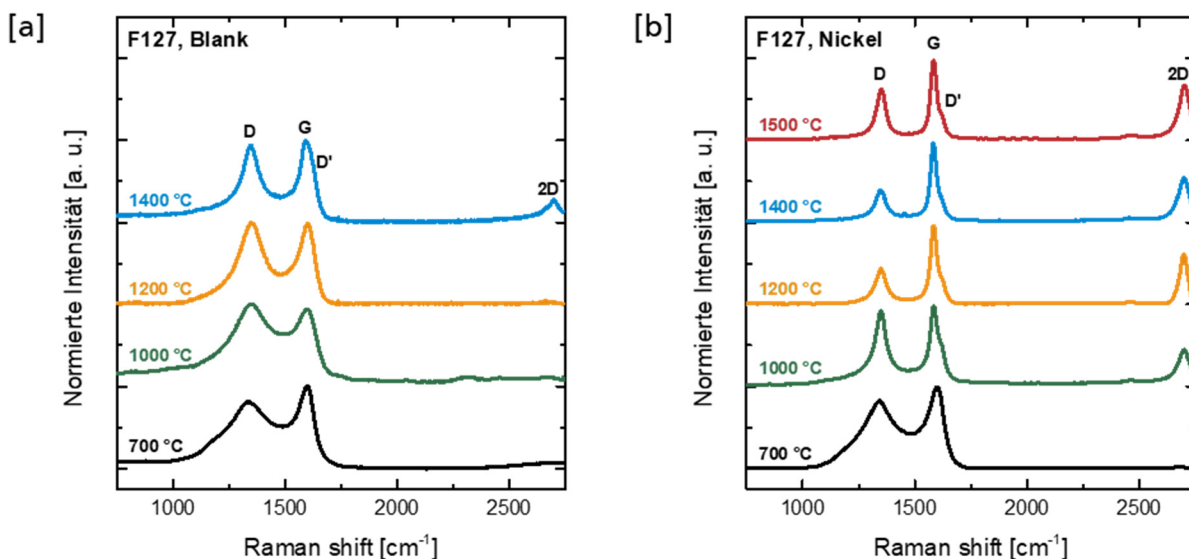 [a]
F127, Blank
D
G
D'
2D
1400 °C
1200 °C
1000 °C
700 °C
Normierte Intensität [a. u.]
1000
1500
2000
2500
Raman shift [cm⁻¹]
[b]
F127, Nickel
D
G
D'
2D
1500 °C
1400 °C
1200 °C
1000 °C
700 °C
Normierte Intensität [a. u.]
1000
1500
2000
2500
Raman shift [cm⁻¹]